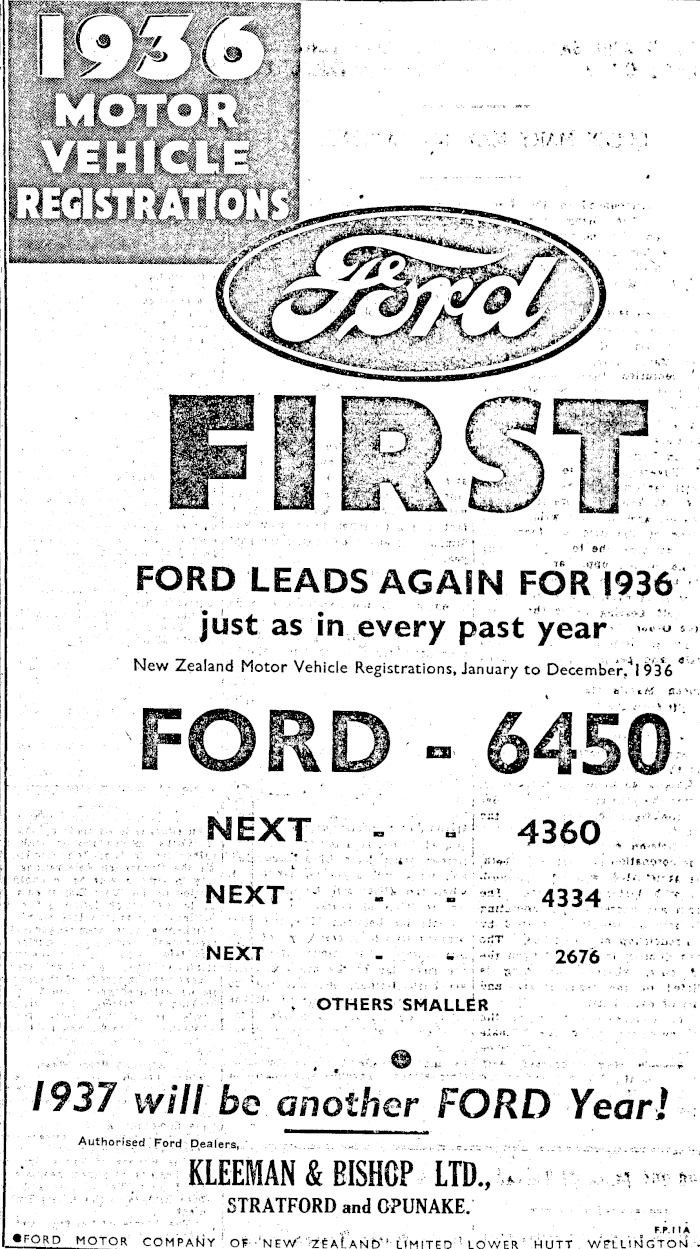 1936
MOTOR
VEHICLE
REGISTRATIONS
Ford
FIRST
FORD LEADS AGAIN FOR 1936
just as in every past year
New Zealand Motor Vehicle Registrations, January to December, 1936
FORD - 6450
NEXT - - 4360
NEXT - - 4334
NEXT - - 2676
OTHERS SMALLER
1937 will be another FORD Year!
Authorised Ford Dealers,
KLEEMAN & BISHOP LTD.,
STRATFORD and OPUNAKE.
F.P.11A
●FORD MOTOR COMPANY OF NEW ZEALAND LIMITED LOWER HUTT WELLINGTON